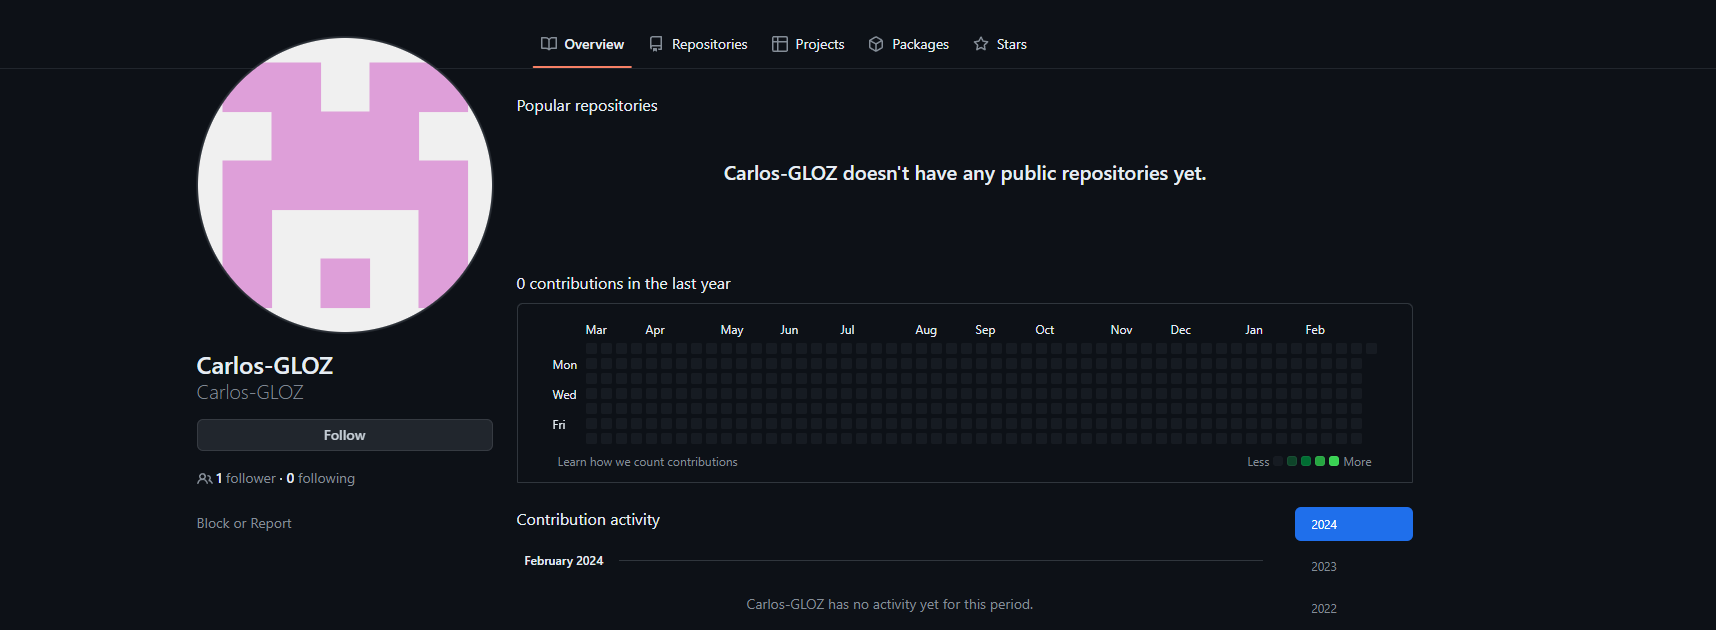 Overview Repositories Projects Packages Stars
Carlos-GLOZ
Carlos-GLOZ
Follow
1 follower · 0 following
Block or Report
Popular repositories
Carlos-GLOZ doesn't have any public repositories yet.
0 contributions in the last year
Mar Apr May Jun Jul Aug Sep Oct Nov Dec Jan Feb
Mon
Wed
Fri
Learn how we count contributions
Less More
Contribution activity
2024
2023
2022
February 2024
Carlos-GLOZ has no activity yet for this period.